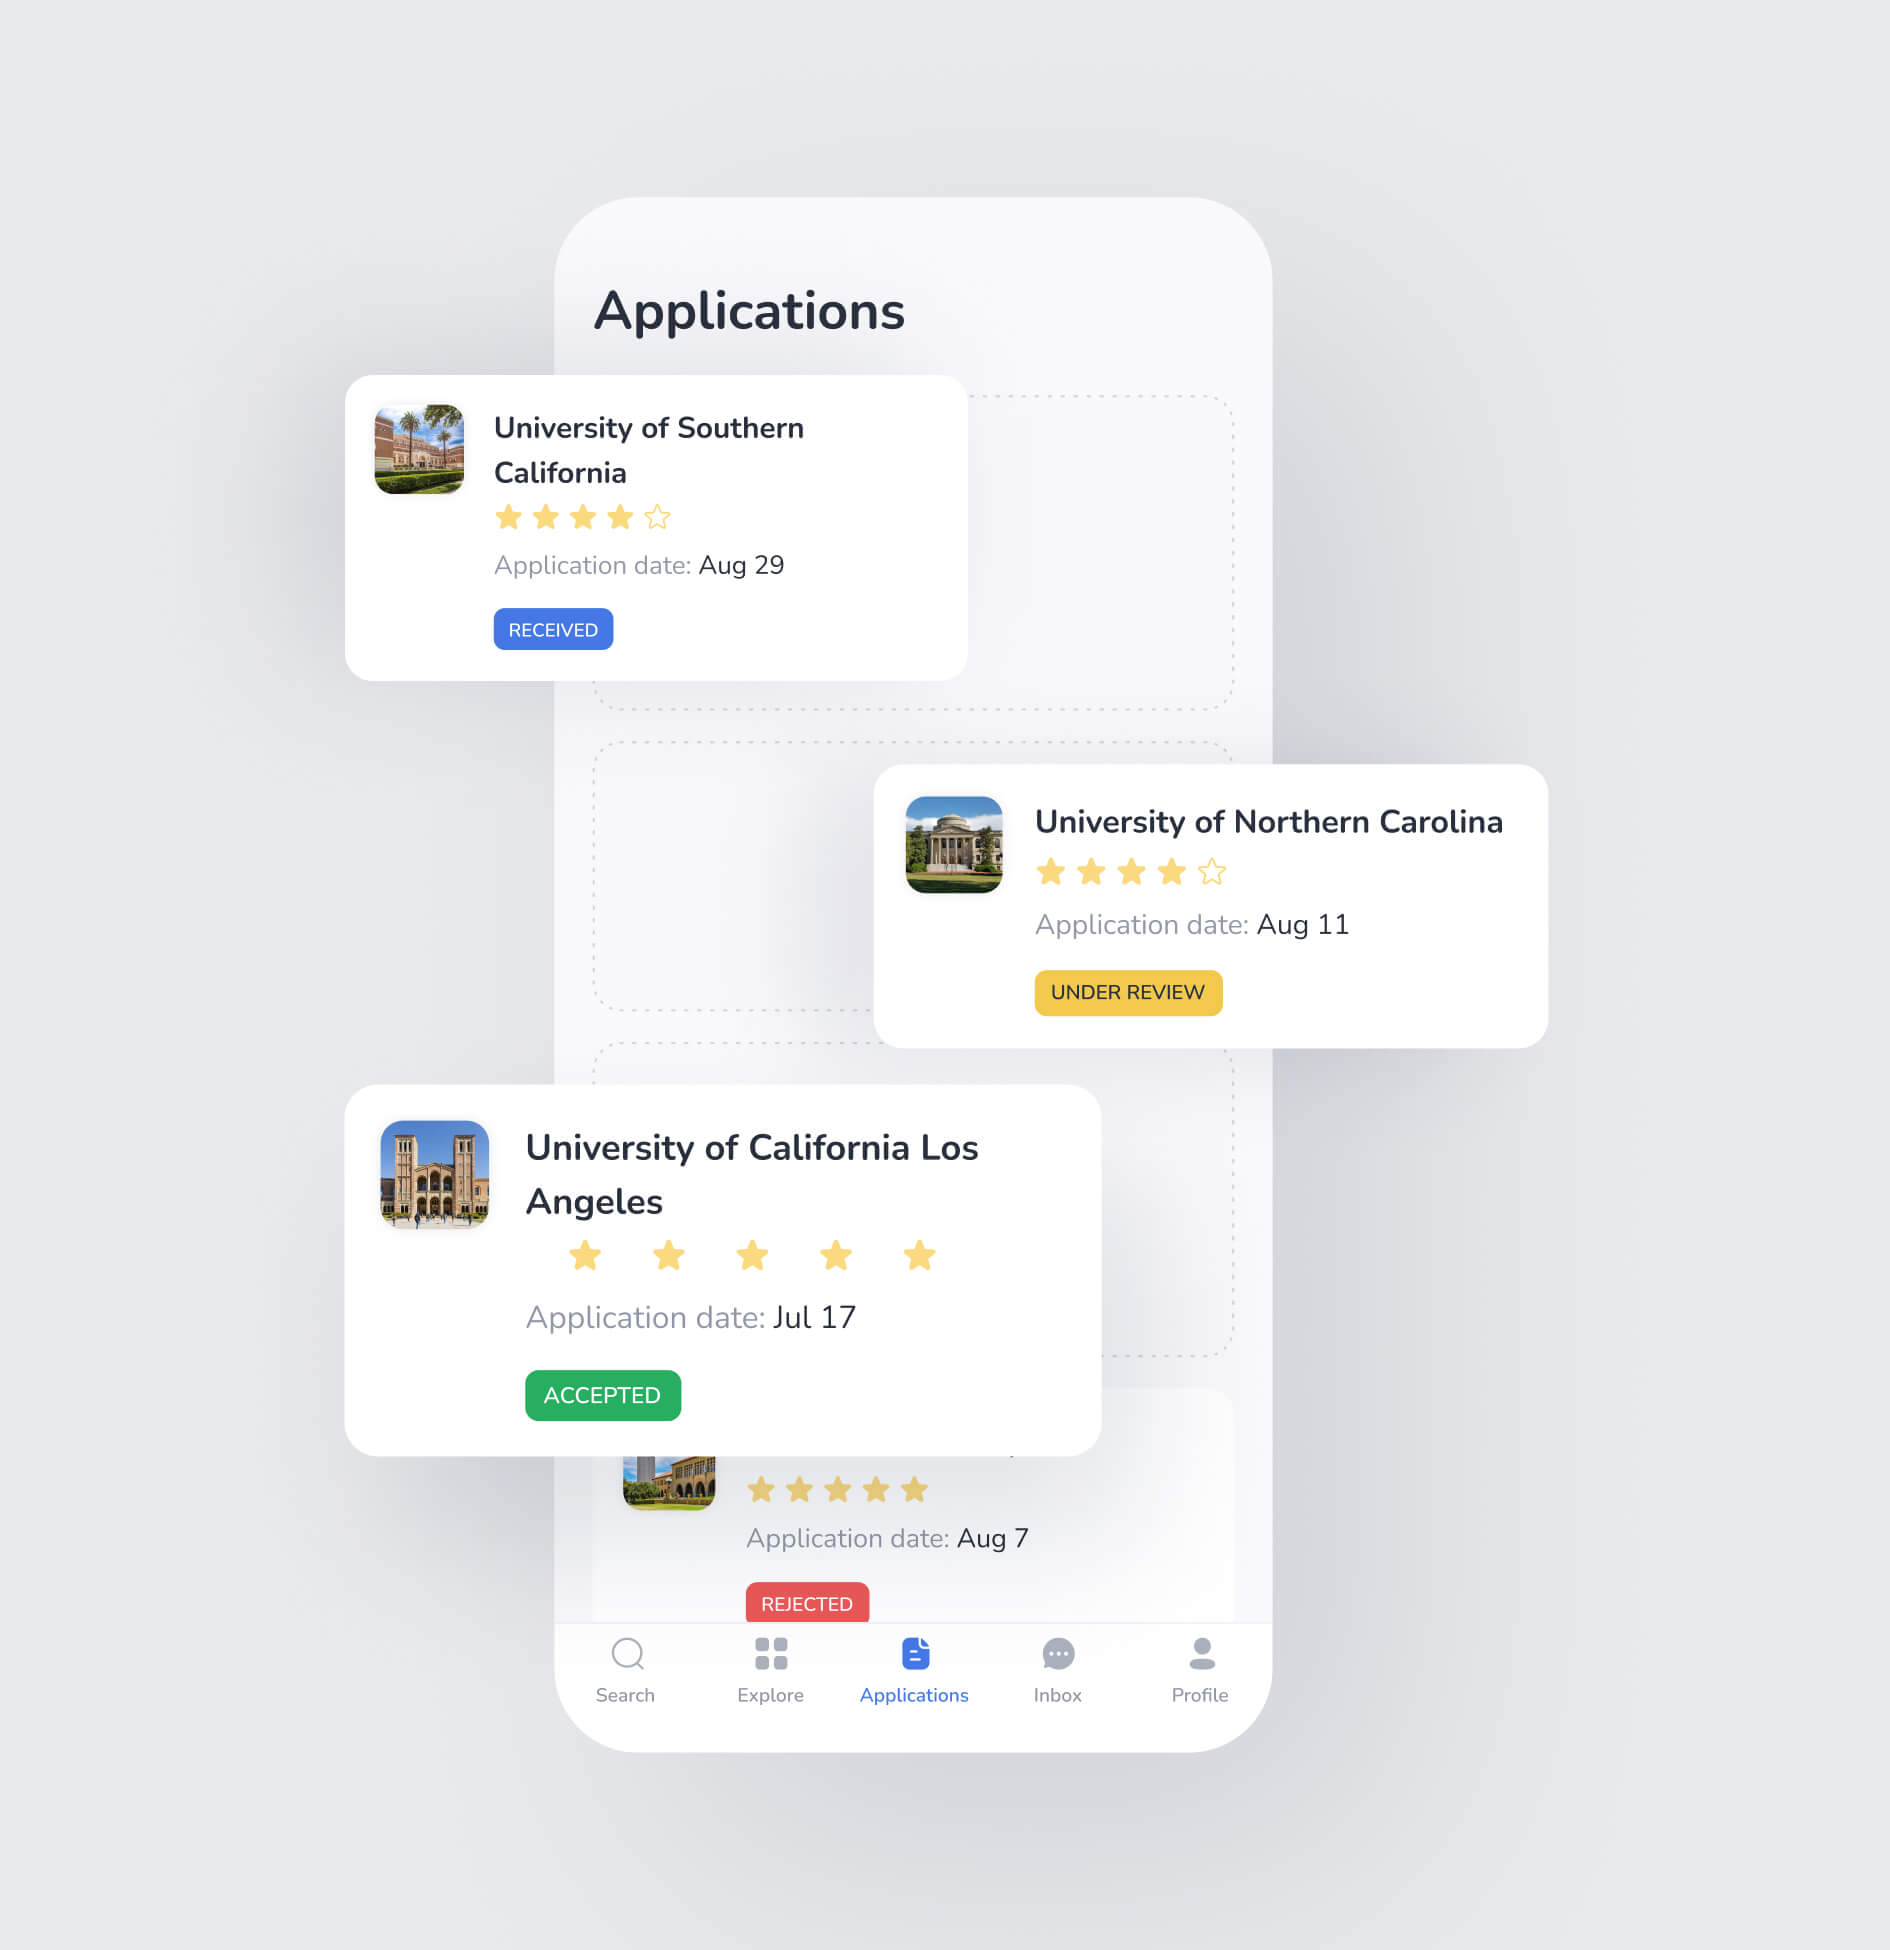 Applications
University of Southern
California
Application date: Aug 29
RECEIVED
University of Northern Carolina
Application date: Aug 11
UNDER REVIEW
University of California Los
Angeles
Application date: Jul 17
ACCEPTED
Application date: Aug 7
REJECTED
Search
Explore
Applications
Inbox
Profile